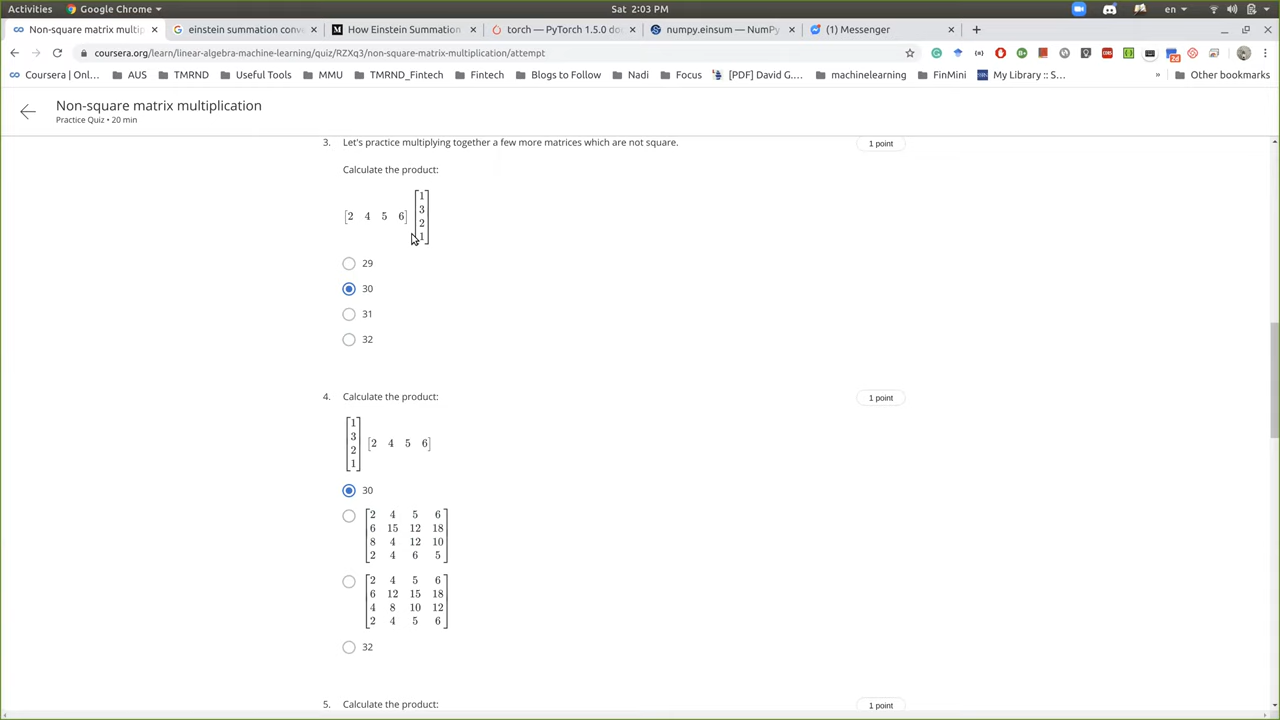 Activities Google Chrome Sat 2:03 PM en
Non-square matrix multip einstein summation conv How Einstein Summation torch — PyTorch 1.5.0 doc numpy.einsum — NumPy (1) Messenger
coursera.org/learn/linear-algebra-machine-learning/quiz/RZXq3/non-square-matrix-multiplication/attempt
Coursera | Onl... AUS TMRND Useful Tools MMU TMRND_Fintech Fintech Blogs to Follow Nadi Focus [PDF] David G.... machinelearning FinMini My Library :: S... » Other bookmarks
Non-square matrix multiplication
Practice Quiz • 20 min
3. Let's practice multiplying together a few more matrices which are not square. 1 point
Calculate the product:
[2 4 5 6] [1
3
2
1]
29
30
31
32
4. Calculate the product: 1 point
[1
3
2
1] [2 4 5 6]
30
2 4 5 6
6 15 12 18
8 4 12 10
2 4 6 5
2 4 5 6
6 12 15 18
4 8 10 12
2 4 5 6
32
5. Calculate the product: 1 point